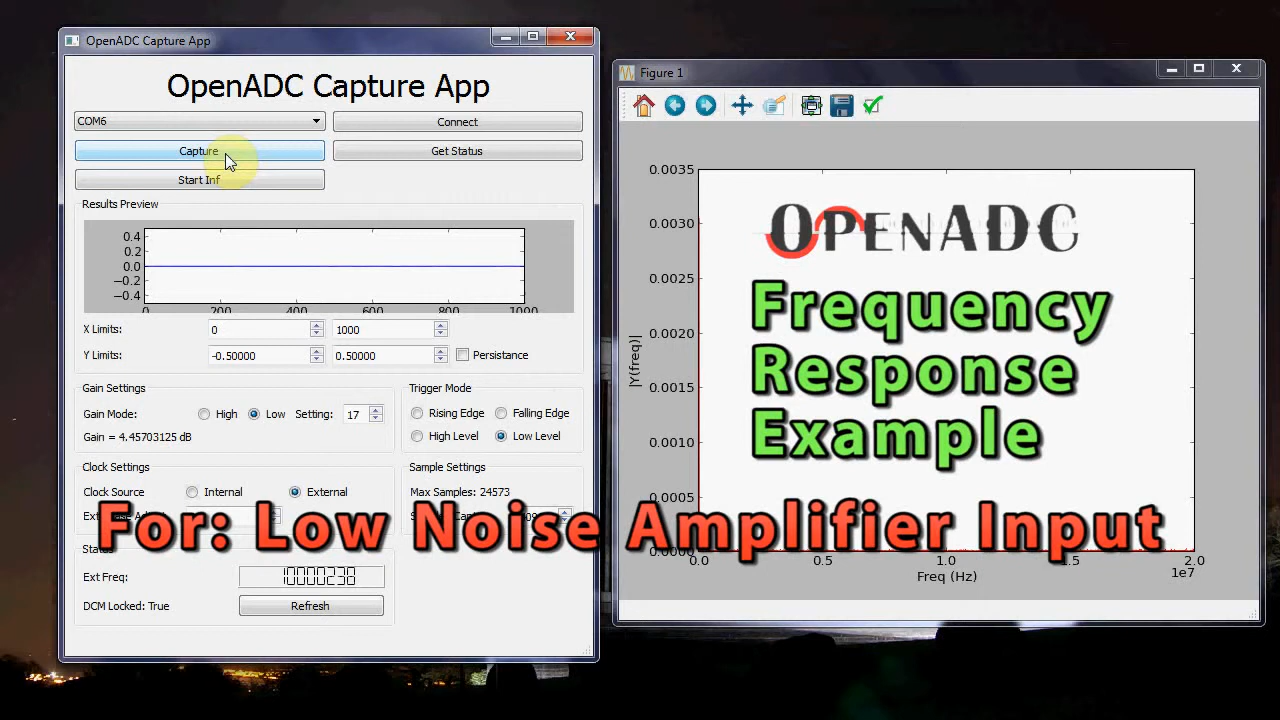 OpenADC Capture App
OpenADC Capture App
COM6
Connect
Capture
Get Status
Start Inf
Results Preview
0.4
0.2
0.0
−0.2
−0.4
0 200 400 600 800 1000
X Limits: 0 1000
Y Limits: -0.50000 0.50000 Persistance
Gain Settings
Gain Mode: High Low Setting: 17
Gain = 4.45703125 dB
Trigger Mode
Rising Edge Falling Edge
High Level Low Level
Clock Settings
Clock Source Internal External
Sample Settings
Max Samples: 24573
Status
Ext Freq: 10000238
DCM Locked: True Refresh
Figure 1
0.0035
0.0030
0.0025
0.0020
0.0015
0.0010
0.0005
|Y(freq)|
0.0 0.5 1.0 1.5 2.0
1e7
Freq (Hz)
OPENADC
Frequency
Response
Example
For: Low Noise Amplifier Input